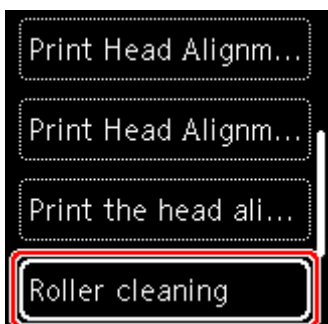 Print Head Alignm...
Print Head Alignm...
Print the head ali...
Roller cleaning